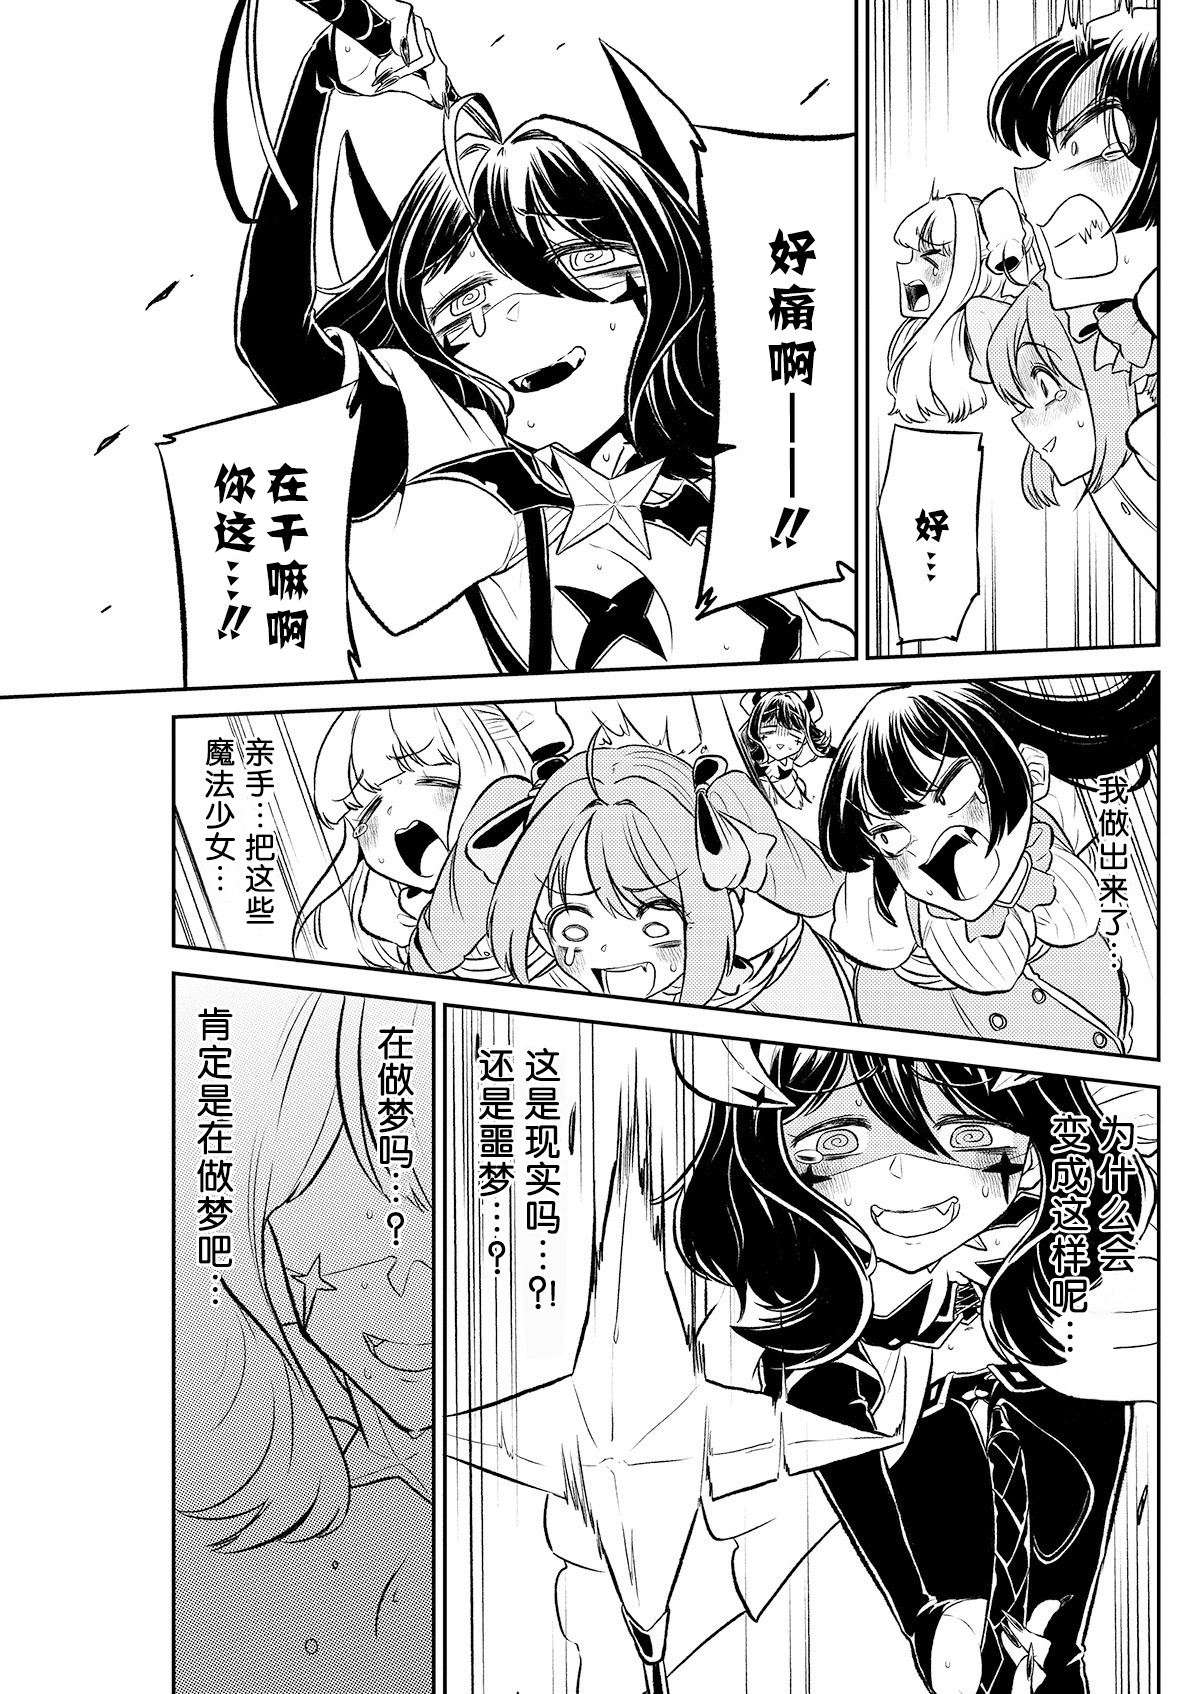 好…
好痛啊——!!
在干嘛啊
你这…!!
我做出来了…
亲手…把这些
魔法少女…
为什么会
变成这样呢…
这是现实吗…?!
还是噩梦…?
在做梦吗…?
肯定是在做梦吧…